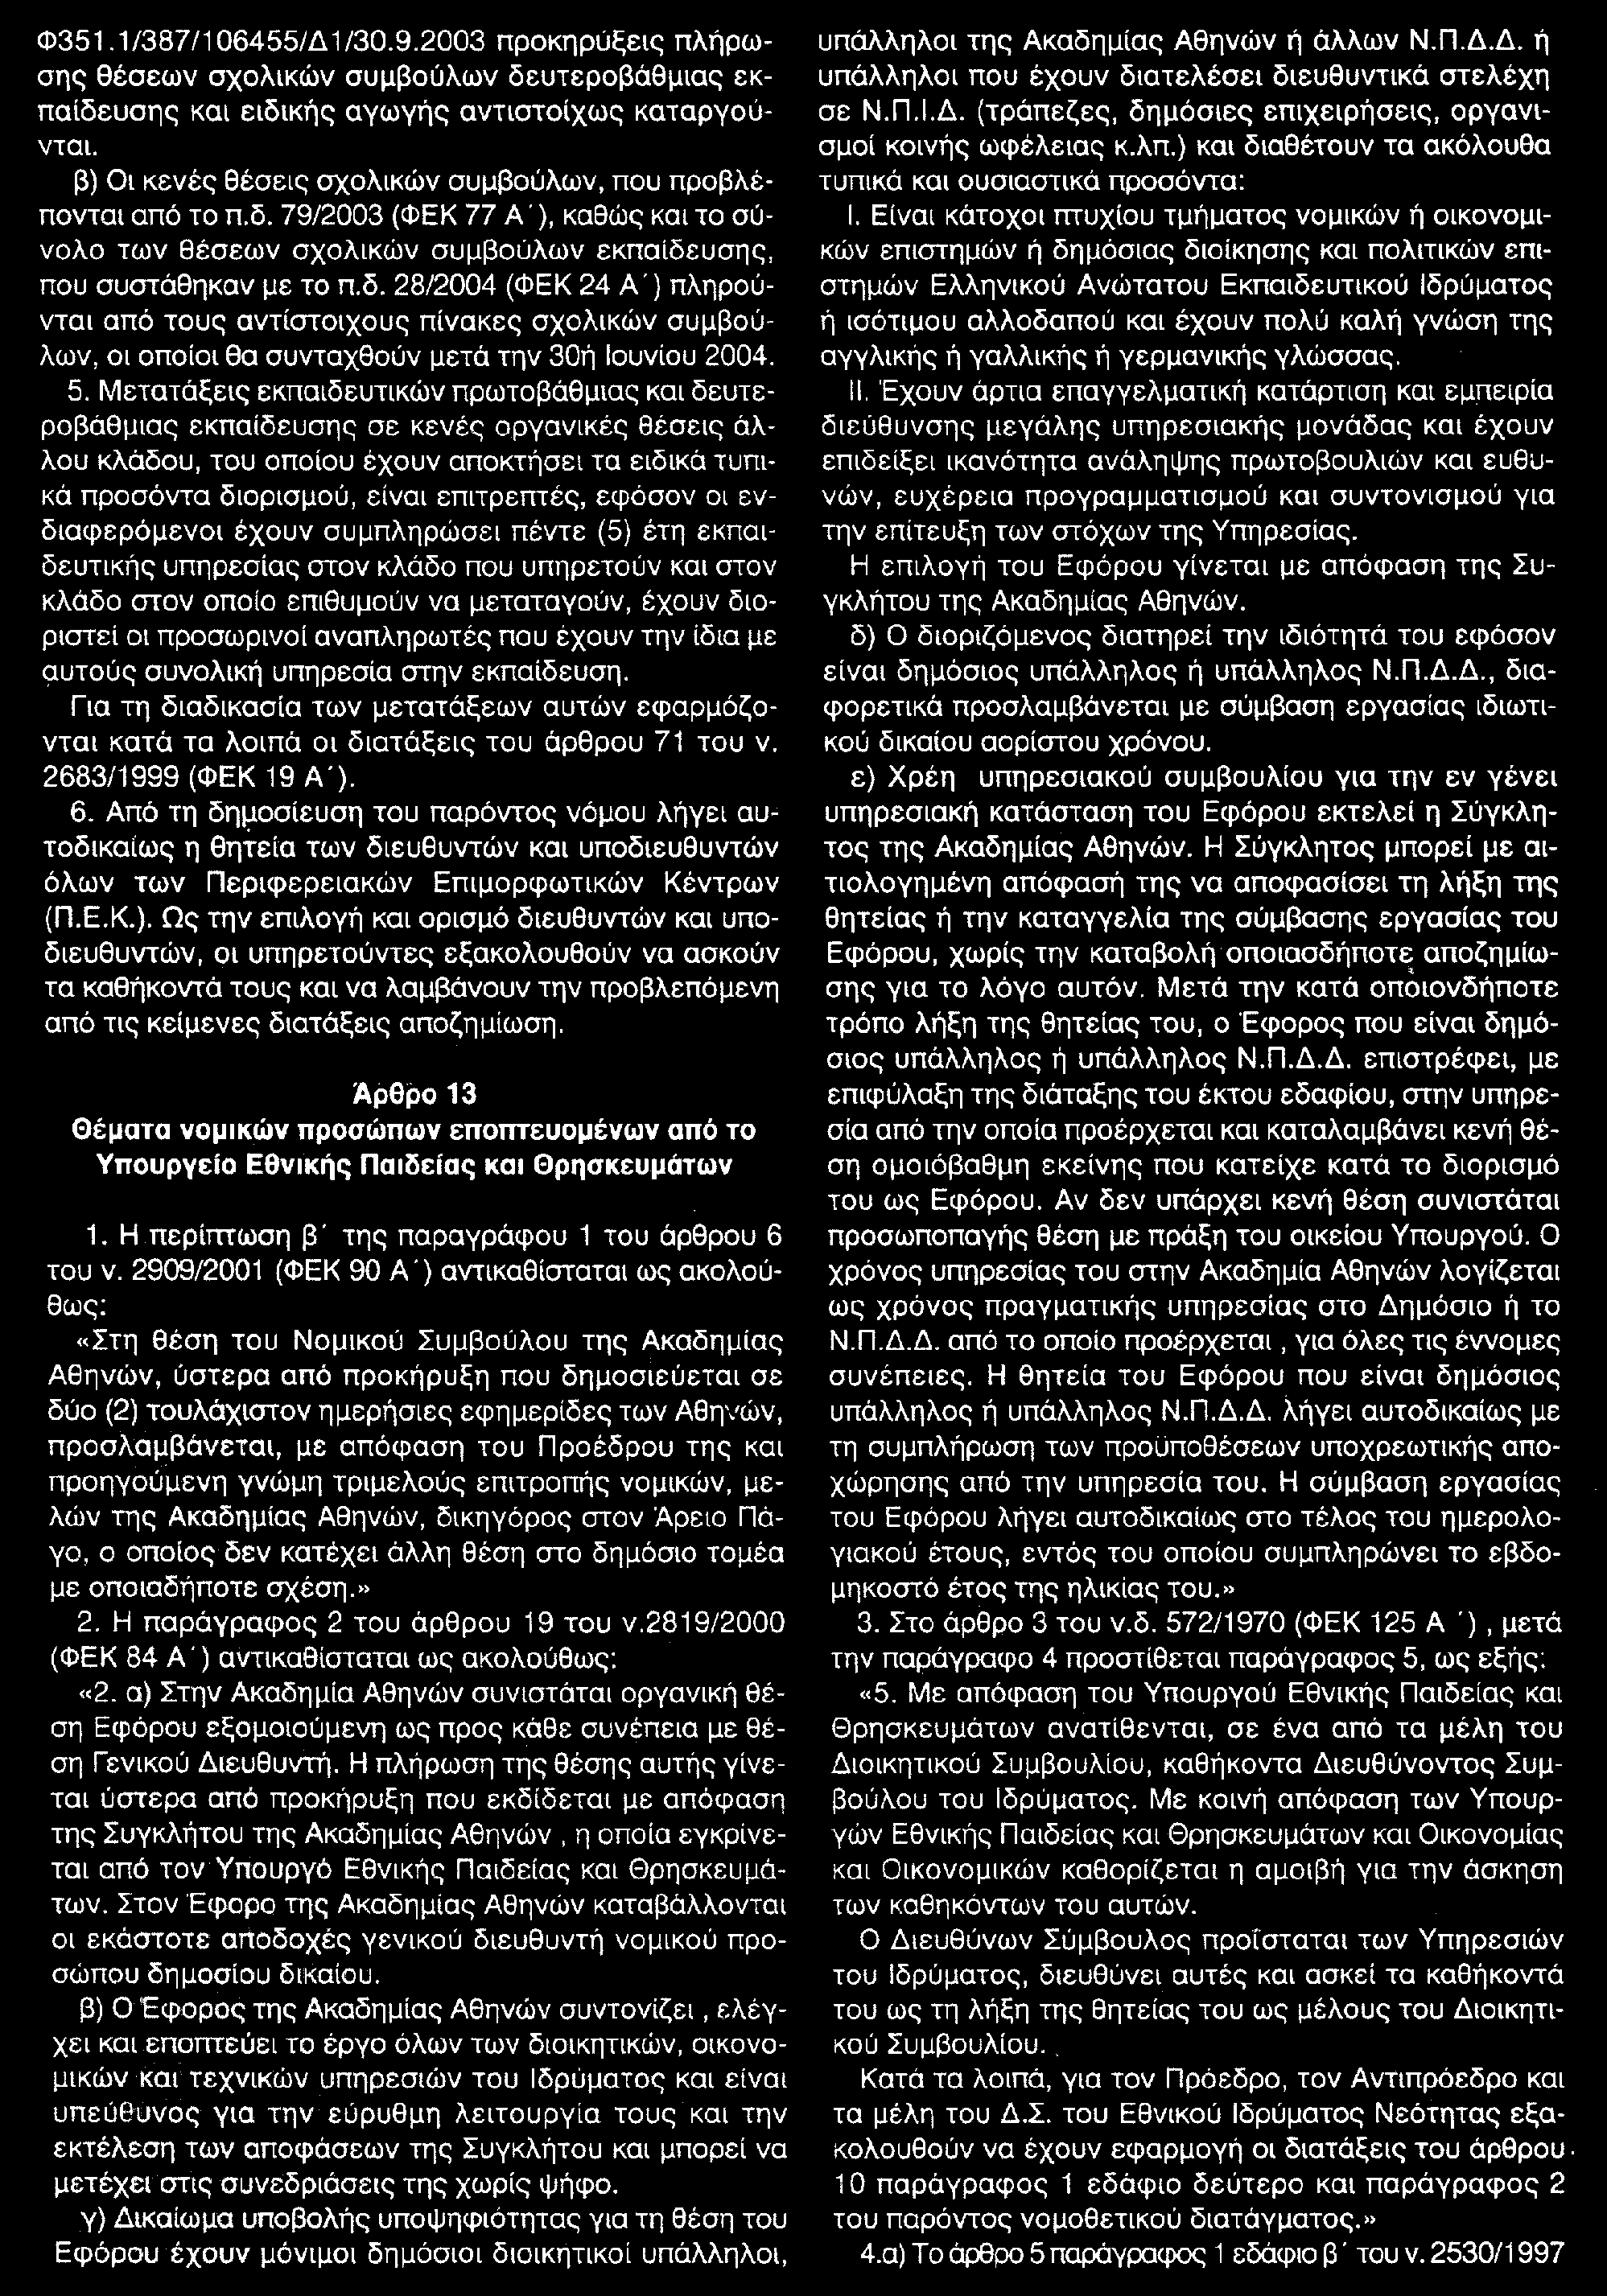 Φ351.1/387/106455/Δ1/30.9.2003 προκηρύξεις πλήρω-
σης θέσεων σχολικών συμβούλων δευτεροβάθμιας εκ-
παίδευσης και ειδικής αγωγής αντιστοίχως καταργού-
νται.
β) Οι κενές θέσεις σχολικών συμβούλων, που προβλέ-
πονται από το π.δ. 79/2003 (ΦΕΚ 77 Α΄), καθώς και το σύ-
νολο των θέσεων σχολικών συμβούλων εκπαίδευσης,
που συστάθηκαν με το π.δ. 28/2004 (ΦΕΚ 24 Α΄) πληρού-
νται από τους αντίστοιχους πίνακες σχολικών συμβού-
λων, οι οποίοι θα συνταχθούν μετά την 30ή Ιουνίου 2004.
5. Μετατάξεις εκπαιδευτικών πρωτοβάθμιας και δευτε-
ροβάθμιας εκπαίδευσης σε κενές οργανικές θέσεις άλ-
λου κλάδου, του οποίου έχουν αποκτήσει τα ειδικά τυπι-
κά προσόντα διορισμού, είναι επιτρεπτές, εφόσον οι εν-
διαφερόμενοι έχουν συμπληρώσει πέντε (5) έτη εκπαι-
δευτικής υπηρεσίας στον κλάδο που υπηρετούν και στον
κλάδο στον οποίο επιθυμούν να μεταταγούν, έχουν διο-
ριστεί οι προσωρινοί αναπληρωτές που έχουν την ίδια με
αυτούς συνολική υπηρεσία στην εκπαίδευση.
Για τη διαδικασία των μετατάξεων αυτών εφαρμόζο-
νται κατά τα λοιπά οι διατάξεις του άρθρου 71 του ν.
2683/1999 (ΦΕΚ 19 Α΄).
6. Από τη δημοσίευση του παρόντος νόμου λήγει αυ-
τοδικαίως η θητεία των διευθυντών και υποδιευθυντών
όλων των Περιφερειακών Επιμορφωτικών Κέντρων
(Π.Ε.Κ.). Ως την επιλογή και ορισμό διευθυντών και υπο-
διευθυντών, οι υπηρετούντες εξακολουθούν να ασκούν
τα καθήκοντά τους και να λαμβάνουν την προβλεπόμενη
από τις κείμενες διατάξεις αποζημίωση.
Άρθρο 13
Θέματα νομικών προσώπων εποπτευομένων από το
Υπουργείο Εθνικής Παιδείας και Θρησκευμάτων
1. Η περίπτωση β΄ της παραγράφου 1 του άρθρου 6
του ν. 2909/2001 (ΦΕΚ 90 Α΄) αντικαθίσταται ως ακολού-
θως:
«Στη θέση του Νομικού Συμβούλου της Ακαδημίας
Αθηνών, ύστερα από προκήρυξη που δημοσιεύεται σε
δύο (2) τουλάχιστον ημερήσιες εφημερίδες των Αθηνών,
προσλαμβάνεται, με απόφαση του Προέδρου της και
προηγούμενη γνώμη τριμελούς επιτροπής νομικών, με-
λών της Ακαδημίας Αθηνών, δικηγόρος στον Άρειο Πά-
γο, ο οποίος δεν κατέχει άλλη θέση στο δημόσιο τομέα
με οποιαδήποτε σχέση.»
2. Η παράγραφος 2 του άρθρου 19 του ν.2819/2000
(ΦΕΚ 84 Α΄) αντικαθίσταται ως ακολούθως:
«2. α) Στην Ακαδημία Αθηνών συνιστάται οργανική θέ-
ση Εφόρου εξομοιούμενη ως προς κάθε συνέπεια με θέ-
ση Γενικού Διευθυντή. Η πλήρωση της θέσης αυτής γίνε-
ται ύστερα από προκήρυξη που εκδίδεται με απόφαση
της Συγκλήτου της Ακαδημίας Αθηνών , η οποία εγκρίνε-
ται από τον Υπουργό Εθνικής Παιδείας και Θρησκευμά-
των. Στον Έφορο της Ακαδημίας Αθηνών καταβάλλονται
οι εκάστοτε αποδοχές γενικού διευθυντή νομικού προ-
σώπου δημοσίου δικαίου.
β) Ο Έφορος της Ακαδημίας Αθηνών συντονίζει , ελέγ-
χει και εποπτεύει το έργο όλων των διοικητικών, οικονο-
μικών και τεχνικών υπηρεσιών του Ιδρύματος και είναι
υπεύθυνος για την εύρυθμη λειτουργία τους και την
εκτέλεση των αποφάσεων της Συγκλήτου και μπορεί να
μετέχει στις συνεδριάσεις της χωρίς ψήφο.
γ) Δικαίωμα υποβολής υποψηφιότητας για τη θέση του
Εφόρου έχουν μόνιμοι δημόσιοι διοικητικοί υπάλληλοι,
υπάλληλοι της Ακαδημίας Αθηνών ή άλλων Ν.Π.Δ.Δ. ή
υπάλληλοι που έχουν διατελέσει διευθυντικά στελέχη
σε Ν.Π.Ι.Δ. (τράπεζες, δημόσιες επιχειρήσεις, οργανι-
σμοί κοινής ωφέλειας κ.λπ.) και διαθέτουν τα ακόλουθα
τυπικά και ουσιαστικά προσόντα:
Ι. Είναι κάτοχοι πτυχίου τμήματος νομικών ή οικονομι-
κών επιστημών ή δημόσιας διοίκησης και πολιτικών επι-
στημών Ελληνικού Ανώτατου Εκπαιδευτικού Ιδρύματος
ή ισότιμου αλλοδαπού και έχουν πολύ καλή γνώση της
αγγλικής ή γαλλικής ή γερμανικής γλώσσας.
ΙΙ. Έχουν άρτια επαγγελματική κατάρτιση και εμπειρία
διεύθυνσης μεγάλης υπηρεσιακής μονάδας και έχουν
επιδείξει ικανότητα ανάληψης πρωτοβουλιών και ευθυ-
νών, ευχέρεια προγραμματισμού και συντονισμού για
την επίτευξη των στόχων της Υπηρεσίας.
Η επιλογή του Εφόρου γίνεται με απόφαση της Συ-
γκλήτου της Ακαδημίας Αθηνών.
δ) Ο διοριζόμενος διατηρεί την ιδιότητά του εφόσον
είναι δημόσιος υπάλληλος ή υπάλληλος Ν.Π.Δ.Δ., δια-
φορετικά προσλαμβάνεται με σύμβαση εργασίας ιδιωτι-
κού δικαίου αορίστου χρόνου.
ε) Χρέη υπηρεσιακού συμβουλίου για την εν γένει
υπηρεσιακή κατάσταση του Εφόρου εκτελεί η Σύγκλη-
τος της Ακαδημίας Αθηνών. Η Σύγκλητος μπορεί με αι-
τιολογημένη απόφασή της να αποφασίσει τη λήξη της
θητείας ή την καταγγελία της σύμβασης εργασίας του
Εφόρου, χωρίς την καταβολή οποιασδήποτε αποζημίω-
σης για το λόγο αυτόν. Μετά την κατά οποιονδήποτε
τρόπο λήξη της θητείας του, ο Έφορος που είναι δημό-
σιος υπάλληλος ή υπάλληλος Ν.Π.Δ.Δ. επιστρέφει, με
επιφύλαξη της διάταξης του έκτου εδαφίου, στην υπηρε-
σία από την οποία προέρχεται και καταλαμβάνει κενή θέ-
ση ομοιόβαθμη εκείνης που κατείχε κατά το διορισμό
του ως Εφόρου. Αν δεν υπάρχει κενή θέση συνιστάται
προσωποπαγής θέση με πράξη του οικείου Υπουργού. Ο
χρόνος υπηρεσίας του στην Ακαδημία Αθηνών λογίζεται
ως χρόνος πραγματικής υπηρεσίας στο Δημόσιο ή το
Ν.Π.Δ.Δ. από το οποίο προέρχεται , για όλες τις έννομες
συνέπειες. Η θητεία του Εφόρου που είναι δημόσιος
υπάλληλος ή υπάλληλος Ν.Π.Δ.Δ. λήγει αυτοδικαίως με
τη συμπλήρωση των προϋποθέσεων υποχρεωτικής απο-
χώρησης από την υπηρεσία του. Η σύμβαση εργασίας
του Εφόρου λήγει αυτοδικαίως στο τέλος του ημερολο-
γιακού έτους, εντός του οποίου συμπληρώνει το εβδο-
μηκοστό έτος της ηλικίας του.»
3. Στο άρθρο 3 του ν.δ. 572/1970 (ΦΕΚ 125 Α ΄) , μετά
την παράγραφο 4 προστίθεται παράγραφος 5, ως εξής:
«5. Με απόφαση του Υπουργού Εθνικής Παιδείας και
Θρησκευμάτων ανατίθενται, σε ένα από τα μέλη του
Διοικητικού Συμβουλίου, καθήκοντα Διευθύνοντος Συμ-
βούλου του Ιδρύματος. Με κοινή απόφαση των Υπουρ-
γών Εθνικής Παιδείας και Θρησκευμάτων και Οικονομίας
και Οικονομικών καθορίζεται η αμοιβή για την άσκηση
των καθηκόντων του αυτών.
Ο Διευθύνων Σύμβουλος προΐσταται των Υπηρεσιών
του Ιδρύματος, διευθύνει αυτές και ασκεί τα καθήκοντά
του ως τη λήξη της θητείας του ως μέλους του Διοικητι-
κού Συμβουλίου.
Κατά τα λοιπά, για τον Πρόεδρο, τον Αντιπρόεδρο και
τα μέλη του Δ.Σ. του Εθνικού Ιδρύματος Νεότητας εξα-
κολουθούν να έχουν εφαρμογή οι διατάξεις του άρθρου
10 παράγραφος 1 εδάφιο δεύτερο και παράγραφος 2
του παρόντος νομοθετικού διατάγματος.»
4.α) Το άρθρο 5 παράγραφος 1 εδάφιο β΄ του ν. 2530/1997